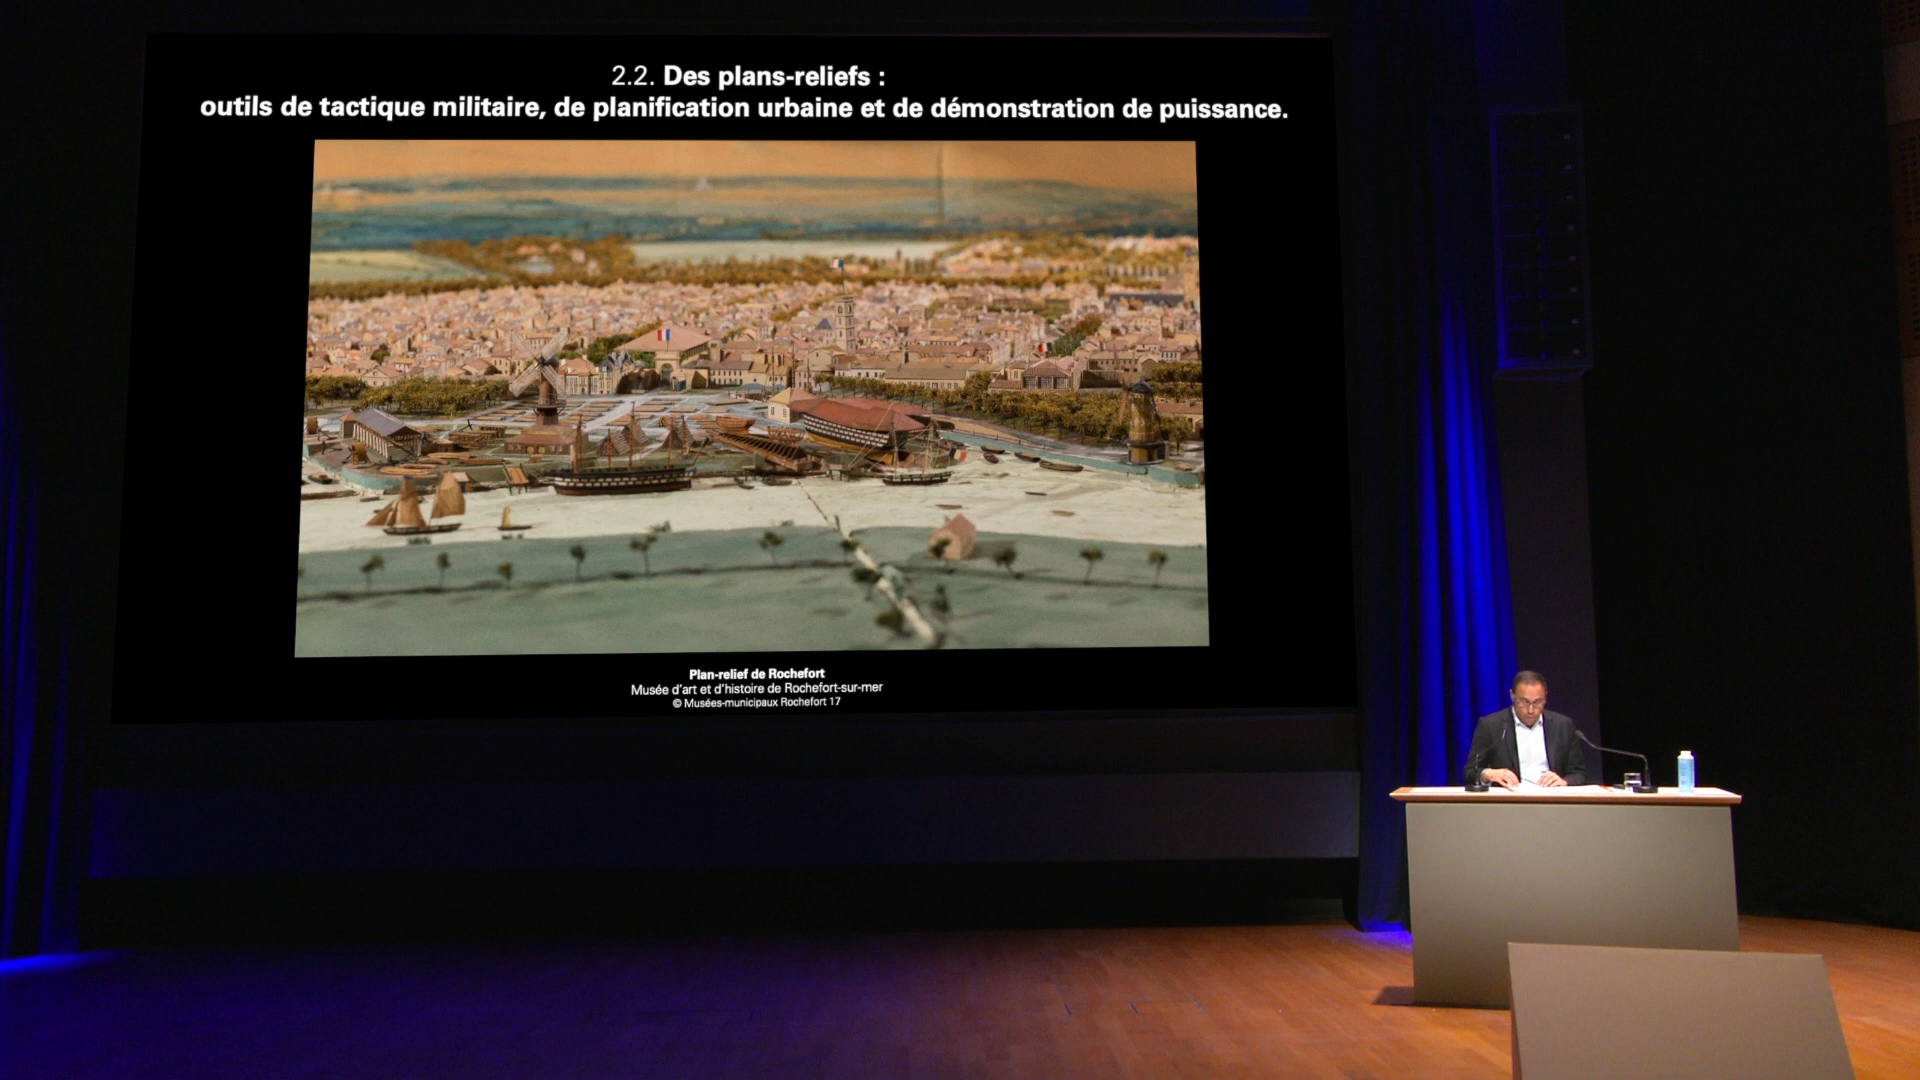 2.2. Des plans-reliefs :
outils de tactique militaire, de planification urbaine et de démonstration de puissance.
Plan-relief de Rochefort
Musée d'art et d'histoire de Rochefort-sur-mer
© Musées-municipaux Rochefort 17